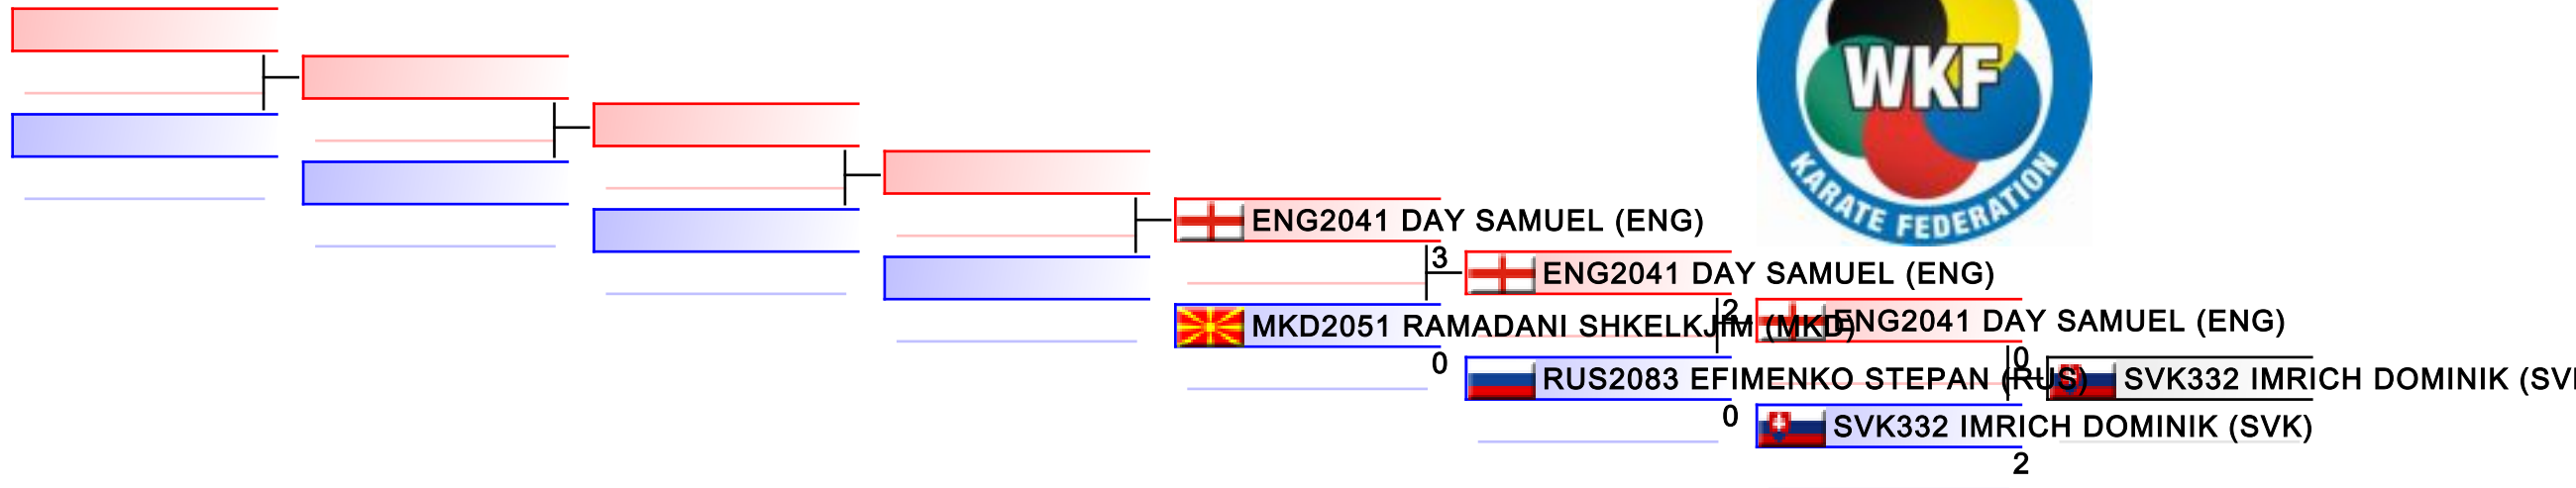 WKF
KARATE FEDERATION
ENG2041 DAY SAMUEL (ENG)
3
ENG2041 DAY SAMUEL (ENG)
MKD2051 RAMADANI SHKELKJIM (MKD)
2
ENG2041 DAY SAMUEL (ENG)
0
RUS2083 EFIMENKO STEPAN (RUS)
0
SVK332 IMRICH DOMINIK (SV
0
SVK332 IMRICH DOMINIK (SVK)
2